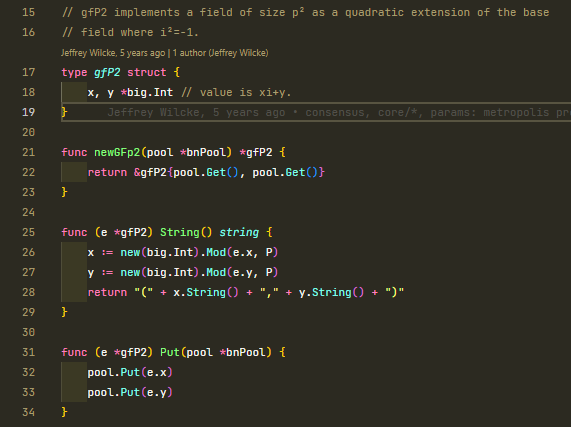 15 // gfP2 implements a field of size p² as a quadratic extension of the base
16 // field where i²=-1.
Jeffrey Wilcke, 5 years ago | 1 author (Jeffrey Wilcke)
17 type gfP2 struct {
18 x, y *big.Int // value is xi+y.
19 } Jeffrey Wilcke, 5 years ago • consensus, core/*, params: metropolis pr
20
21 func newGFp2(pool *bnPool) *gfP2 {
22 return &gfP2{pool.Get(), pool.Get()}
23 }
24
25 func (e *gfP2) String() string {
26 x := new(big.Int).Mod(e.x, P)
27 y := new(big.Int).Mod(e.y, P)
28 return "(" + x.String() + "," + y.String() + ")"
29 }
30
31 func (e *gfP2) Put(pool *bnPool) {
32 pool.Put(e.x)
33 pool.Put(e.y)
34 }